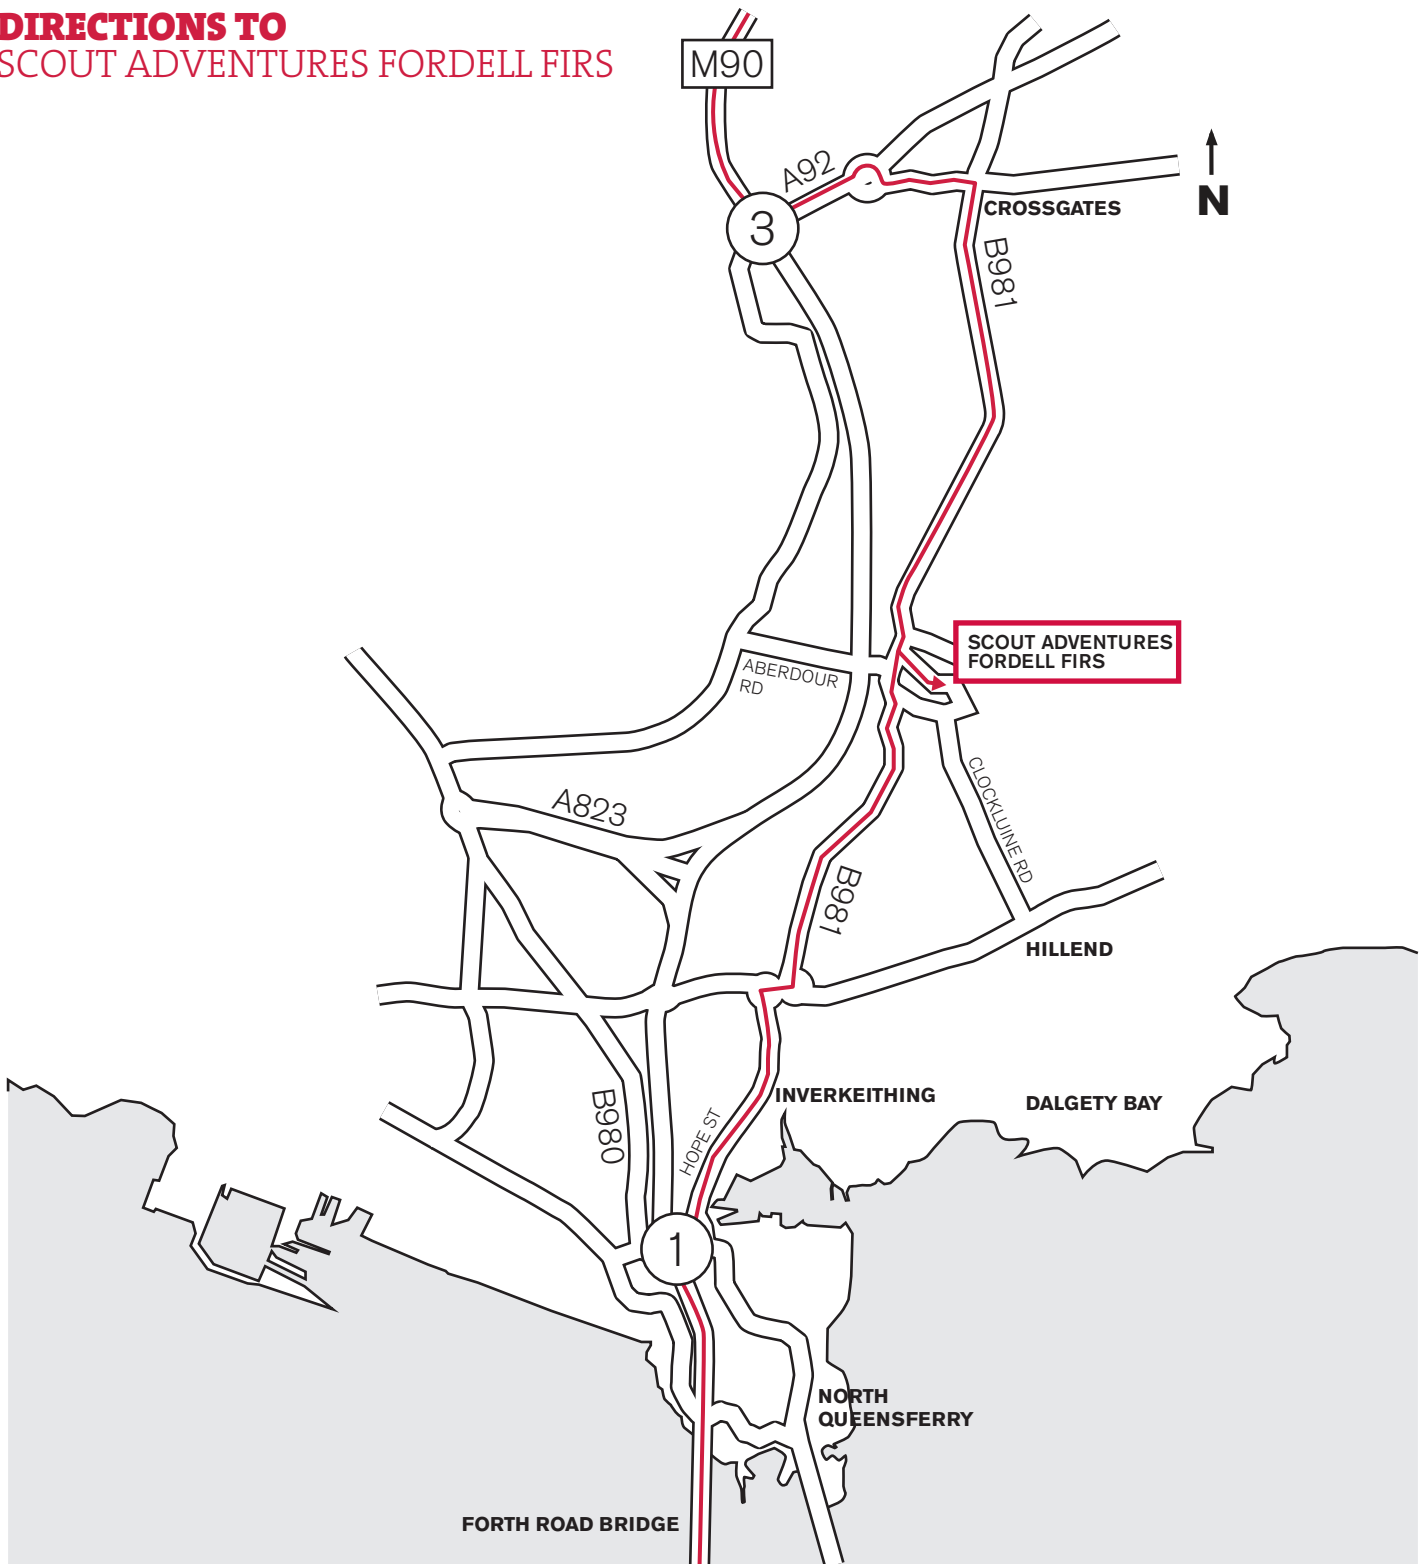 DIRECTIONS TO
SCOUT ADVENTURES FORDELL FIRS
M90
A92
N
CROSSGATES
3
B981
SCOUT ADVENTURES
FORDELL FIRS
ABERDOUR
RD
A823
CLOCKLUINE RD
B981
HILLEND
INVERKEITHING
DALGETY BAY
B980
HOPE ST
1
NORTH
QUEENSFERRY
FORTH ROAD BRIDGE